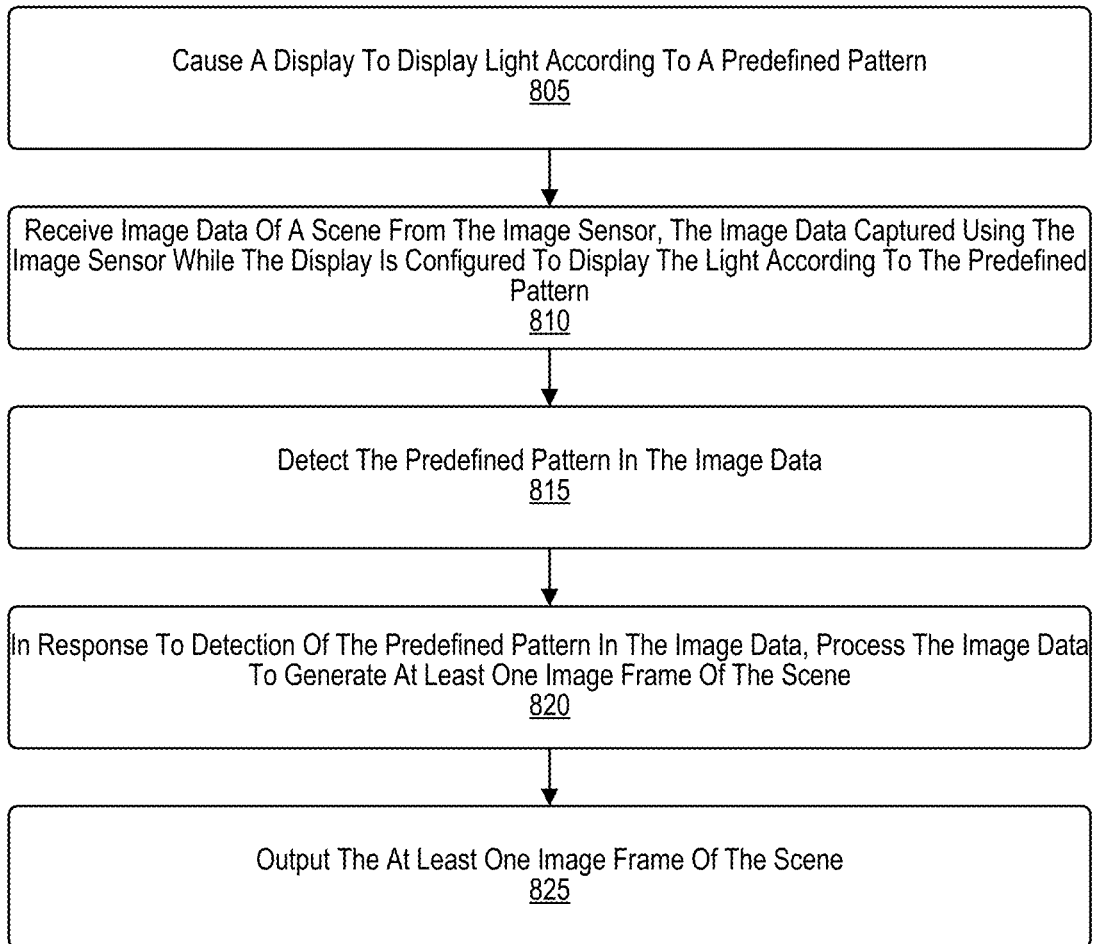 Cause A Display To Display Light According To A Predefined Pattern
805
Receive Image Data Of A Scene From The Image Sensor, The Image Data Captured Using The
Image Sensor While The Display Is Configured To Display The Light According To The Predefined
Pattern
810
Detect The Predefined Pattern In The Image Data
815
In Response To Detection Of The Predefined Pattern In The Image Data, Process The Image Data
To Generate At Least One Image Frame Of The Scene
820
Output The At Least One Image Frame Of The Scene
825